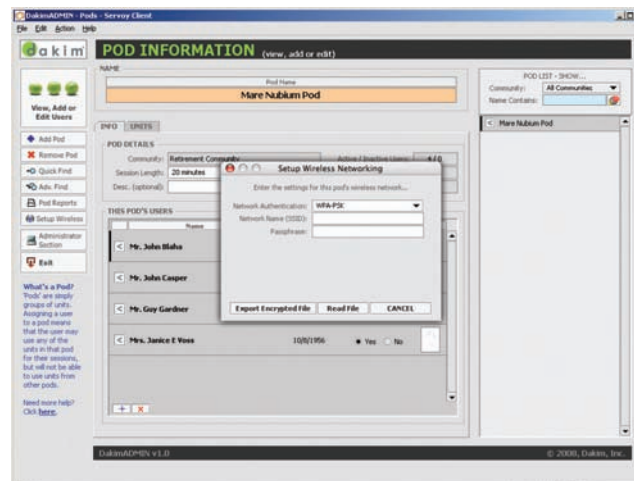 DakimADMIN - Pods - Servoy Client
File Edit Action Help
dakim
POD INFORMATION (view, add or edit)
View, Add or
Edit Users
Add Pod
Remove Pod
Quick Find
Adv. Find
Pod Reports
Setup Wireless
Administrator
Section
Exit
What's a Pod?
'Pods' are simply
groups of units.
Assigning a user
to a pod means
that the user may
use any of the
units in that pod
for their sessions,
but will not be able
to use units from
other pods.
Need more help?
Click here.
NAME
Pod Name
Mare Nubium Pod
INFO UNITS
POD DETAILS
Community: Retirement Community
Active / Inactive Users: 4 / 0
Session Length: 20 minutes
Desc. (optional):
THIS POD'S USERS
Name
< Mr. John Blaha
< Mr. John Casper
< Mr. Guy Gardner
< Mrs. Janice E Voss 10/8/1956 Yes No
+ X
Setup Wireless Networking
Enter the settings for this pod's wireless network...
Network Authentication: WPA-PSK
Network Name (SSID):
Passphrase:
Export Encrypted File Read File CANCEL
POD LIST - SHOW...
Community: All Communities
Name Contains:
< Mare Nubium Pod
DakimADMIN v1.0
© 2008, Dakim, Inc.